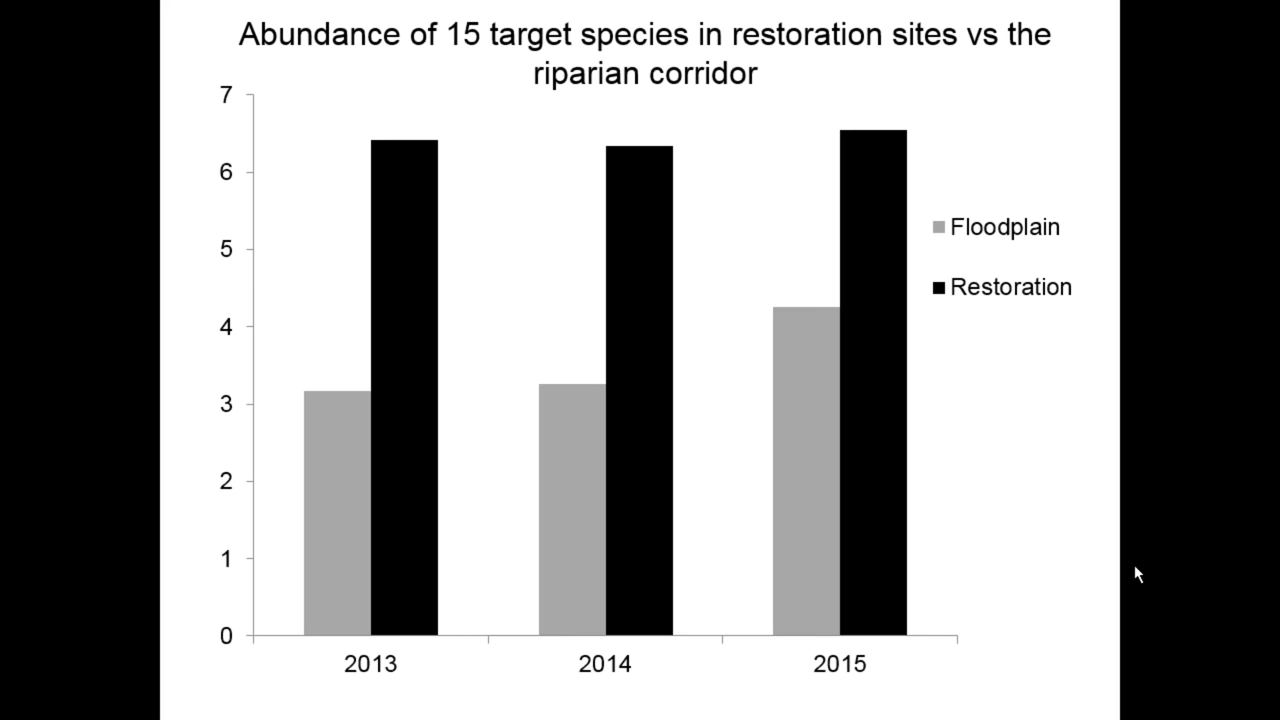 Abundance of 15 target species in restoration sites vs the
riparian corridor
7
6
5
4
3
2
1
0
2013
2014
2015
Floodplain
Restoration